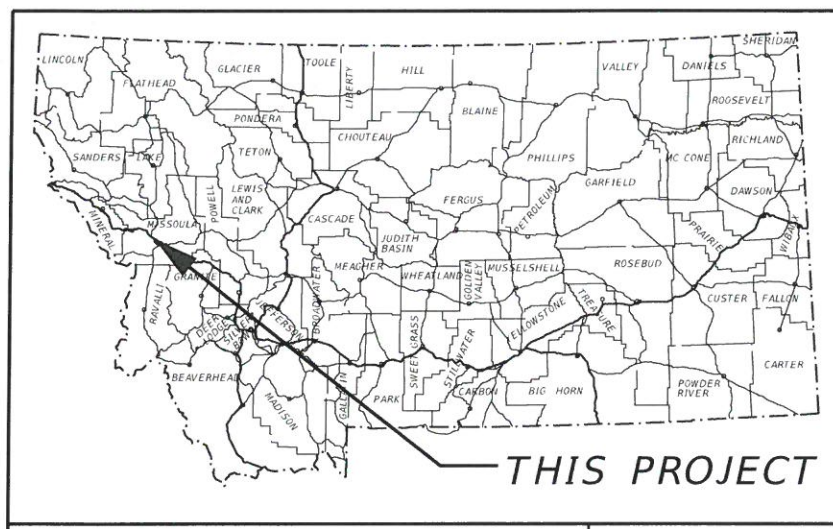 SHERIDAN
LINCOLN
GLACIER
TOOLE
LIBERTY
HILL
VALLEY
DANIELS
FLATHEAD
BLAINE
ROOSEVELT
PONDERA
CHOUTEAU
RICHLAND
SANDERS
LAKE
TETON
PHILLIPS
MC CONE
POWELL
LEWIS
AND
CLARK
FERGUS
PETROLEUM
GARFIELD
DAWSON
MINERAL
MISSOULA
CASCADE
JUDITH
BASIN
PRAIRIE
WIBAUX
MEAGHER
WHEATLAND
GOLDEN
VALLEY
MUSSELSHELL
ROSEBUD
GRANITE
BROADWATER
TREASURE
CUSTER
FALLON
RAVALLI
DEER
LODGE
SILVER
BOW
JEFFERSON
SWEET GRASS
STILLWATER
YELLOWSTONE
BEAVERHEAD
MADISON
GALLATIN
PARK
CARBON
BIG HORN
POWDER
RIVER
CARTER
THIS PROJECT